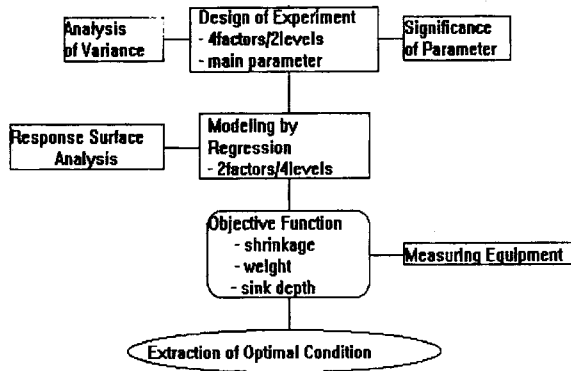 Analysis
of Variance
Design of Experiment
- 4factors/2levels
- main parameter
Significance
of Parameter
Response Surface
Analysis
Modeling by
Regression
- 2factors/4levels
Objective Function
- shrinkage
- weight
- sink depth
Measuring Equipment
Extraction of Optimal Condition